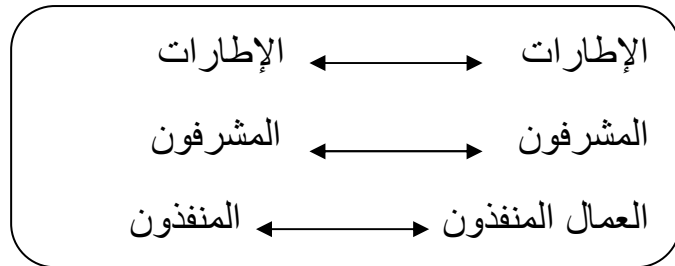 الإطارات الإطارات
المشرفون المشرفون
العمال المنفذون المنفذون